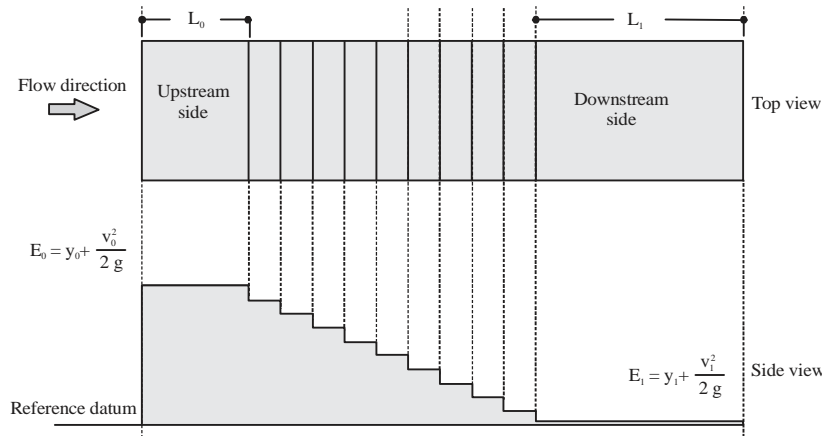 L₀
L₁
Flow direction
Upstream
side
Downstream
side
Top view
E₀ = y₀ + v₀² / 2 g
E₁ = y₁ + v₁² / 2 g
Side view
Reference datum